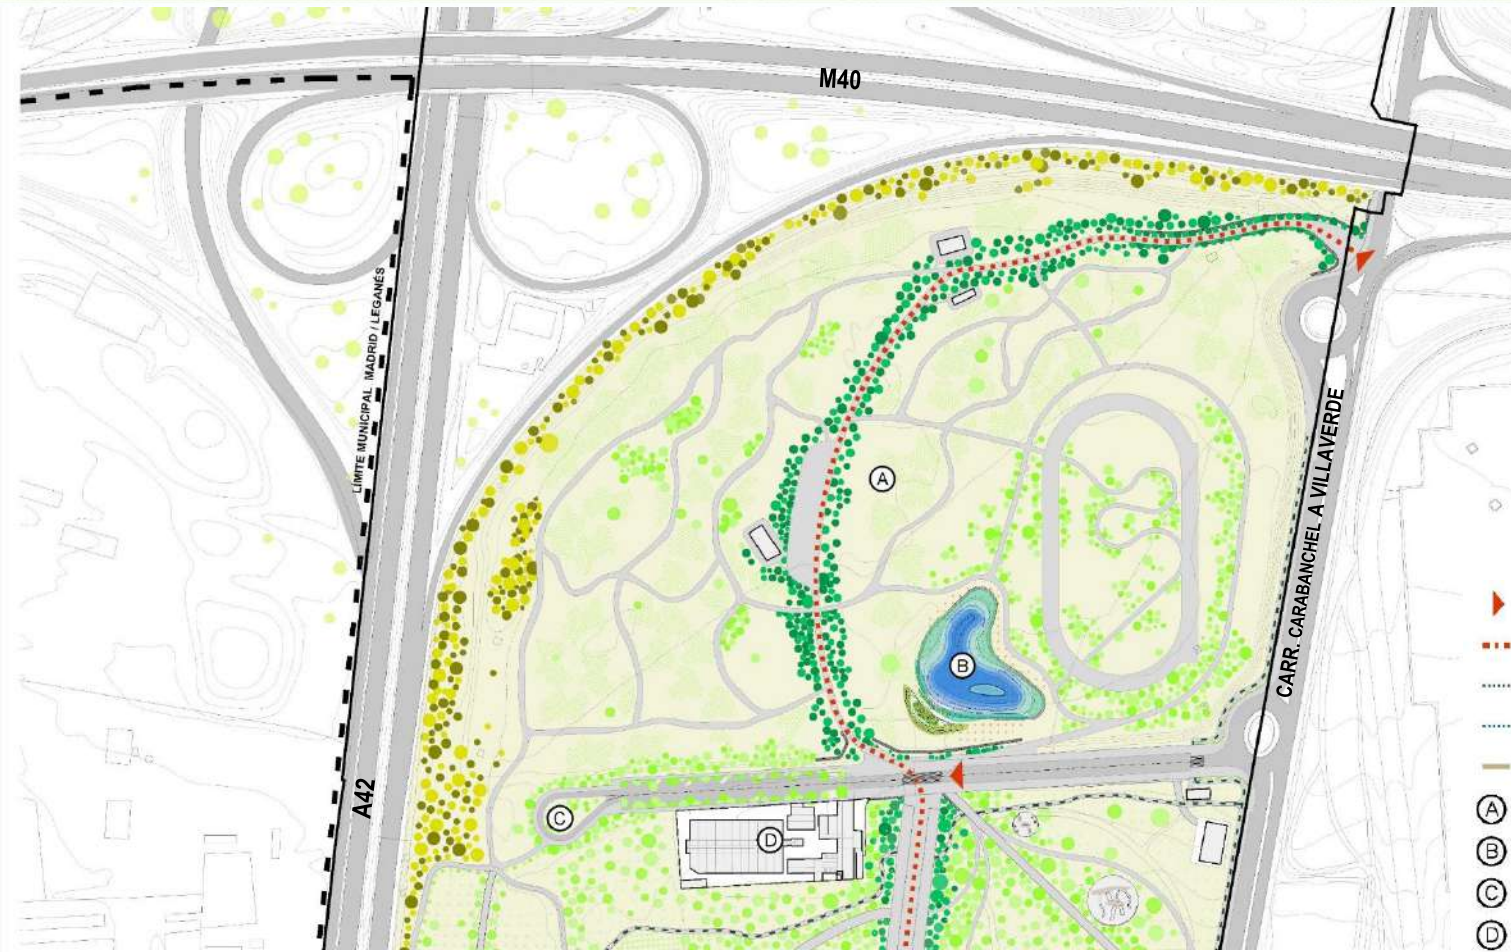 M40
LÍMITE MUNICIPAL MADRID / LEGANÉS
CARR. CARABANCHEL A VILLAVERDE
A
B
A42
C
D
A
B
C
D